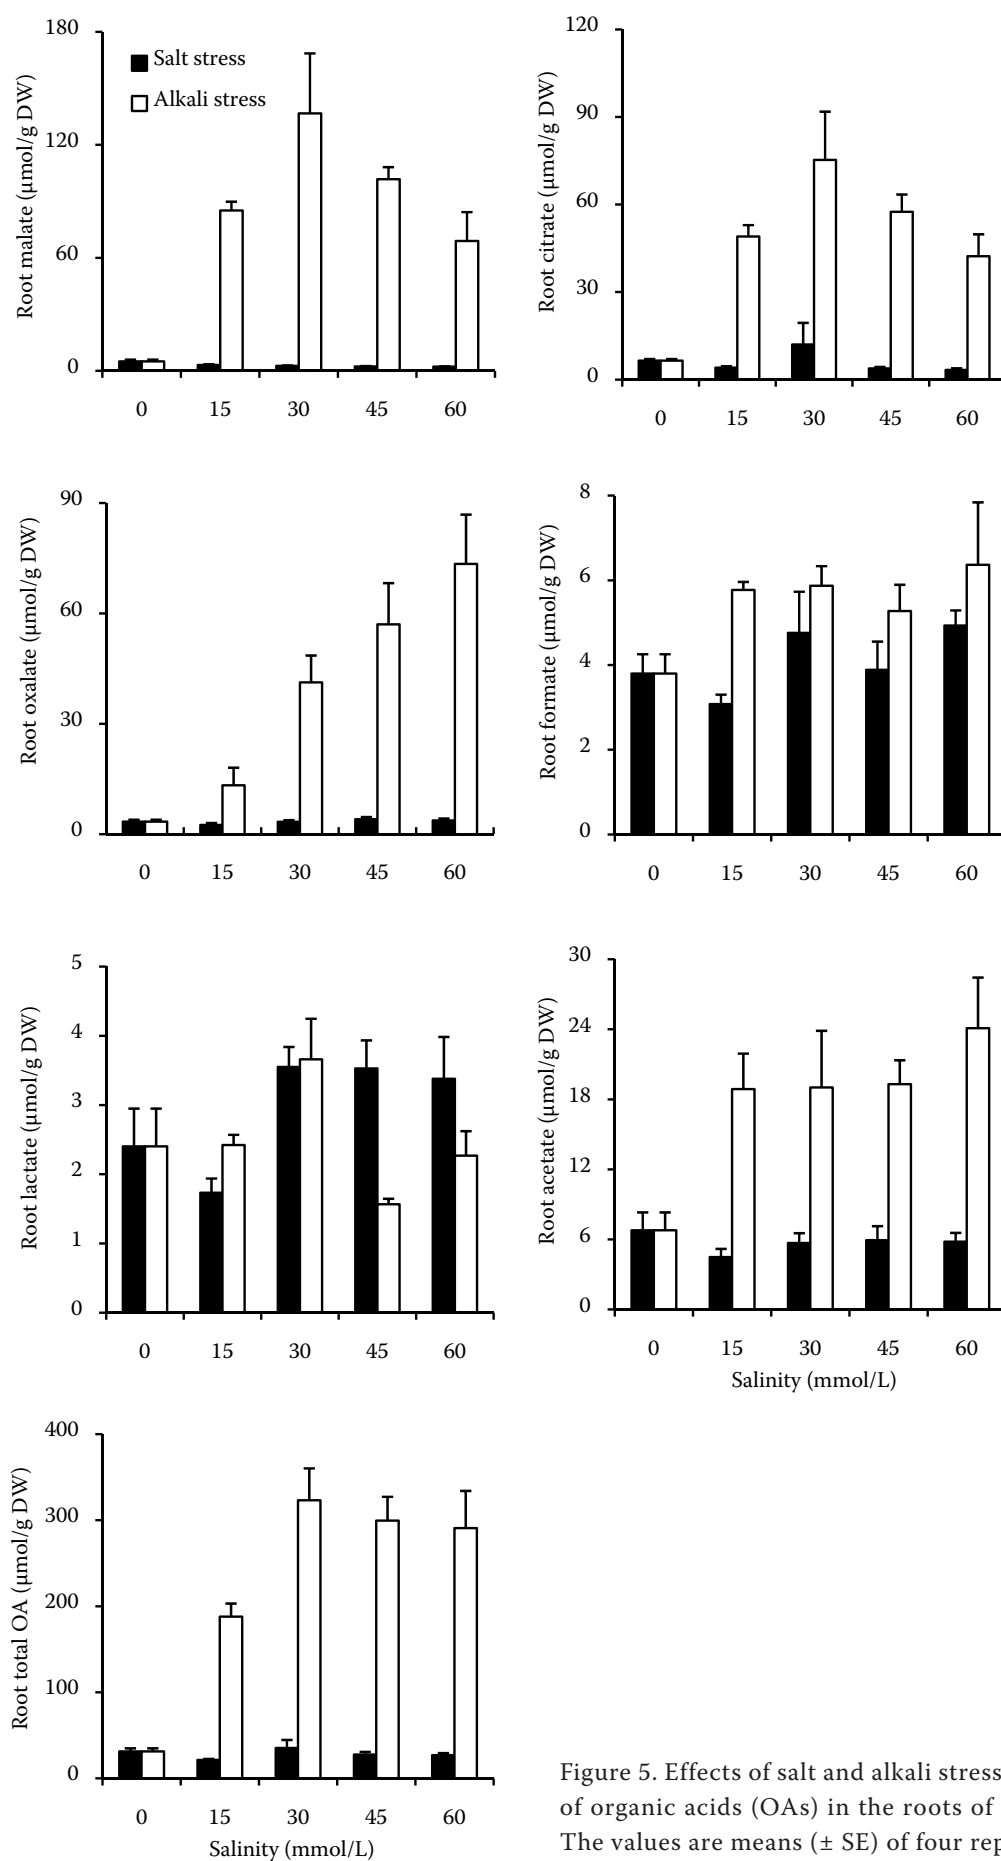 Root malate (μmol/g DW)
180
120
60
0
Salt stress
Alkali stress
0 15 30 45 60
Root citrate (μmol/g DW)
120
90
60
30
0
0 15 30 45 60
Root oxalate (μmol/g DW)
90
60
30
0
0 15 30 45 60
Root formate (μmol/g DW)
8
6
4
2
0
0 15 30 45 60
Root lactate (μmol/g DW)
5
4
3
2
1
0
0 15 30 45 60
Root acetate (μmol/g DW)
30
24
18
12
6
0
0 15 30 45 60
Salinity (mmol/L)
Root total OA (μmol/g DW)
400
300
200
100
0
0 15 30 45 60
Salinity (mmol/L)
Figure 5. Effects of salt and alkali stress
of organic acids (OAs) in the roots of
The values are means (± SE) of four rep